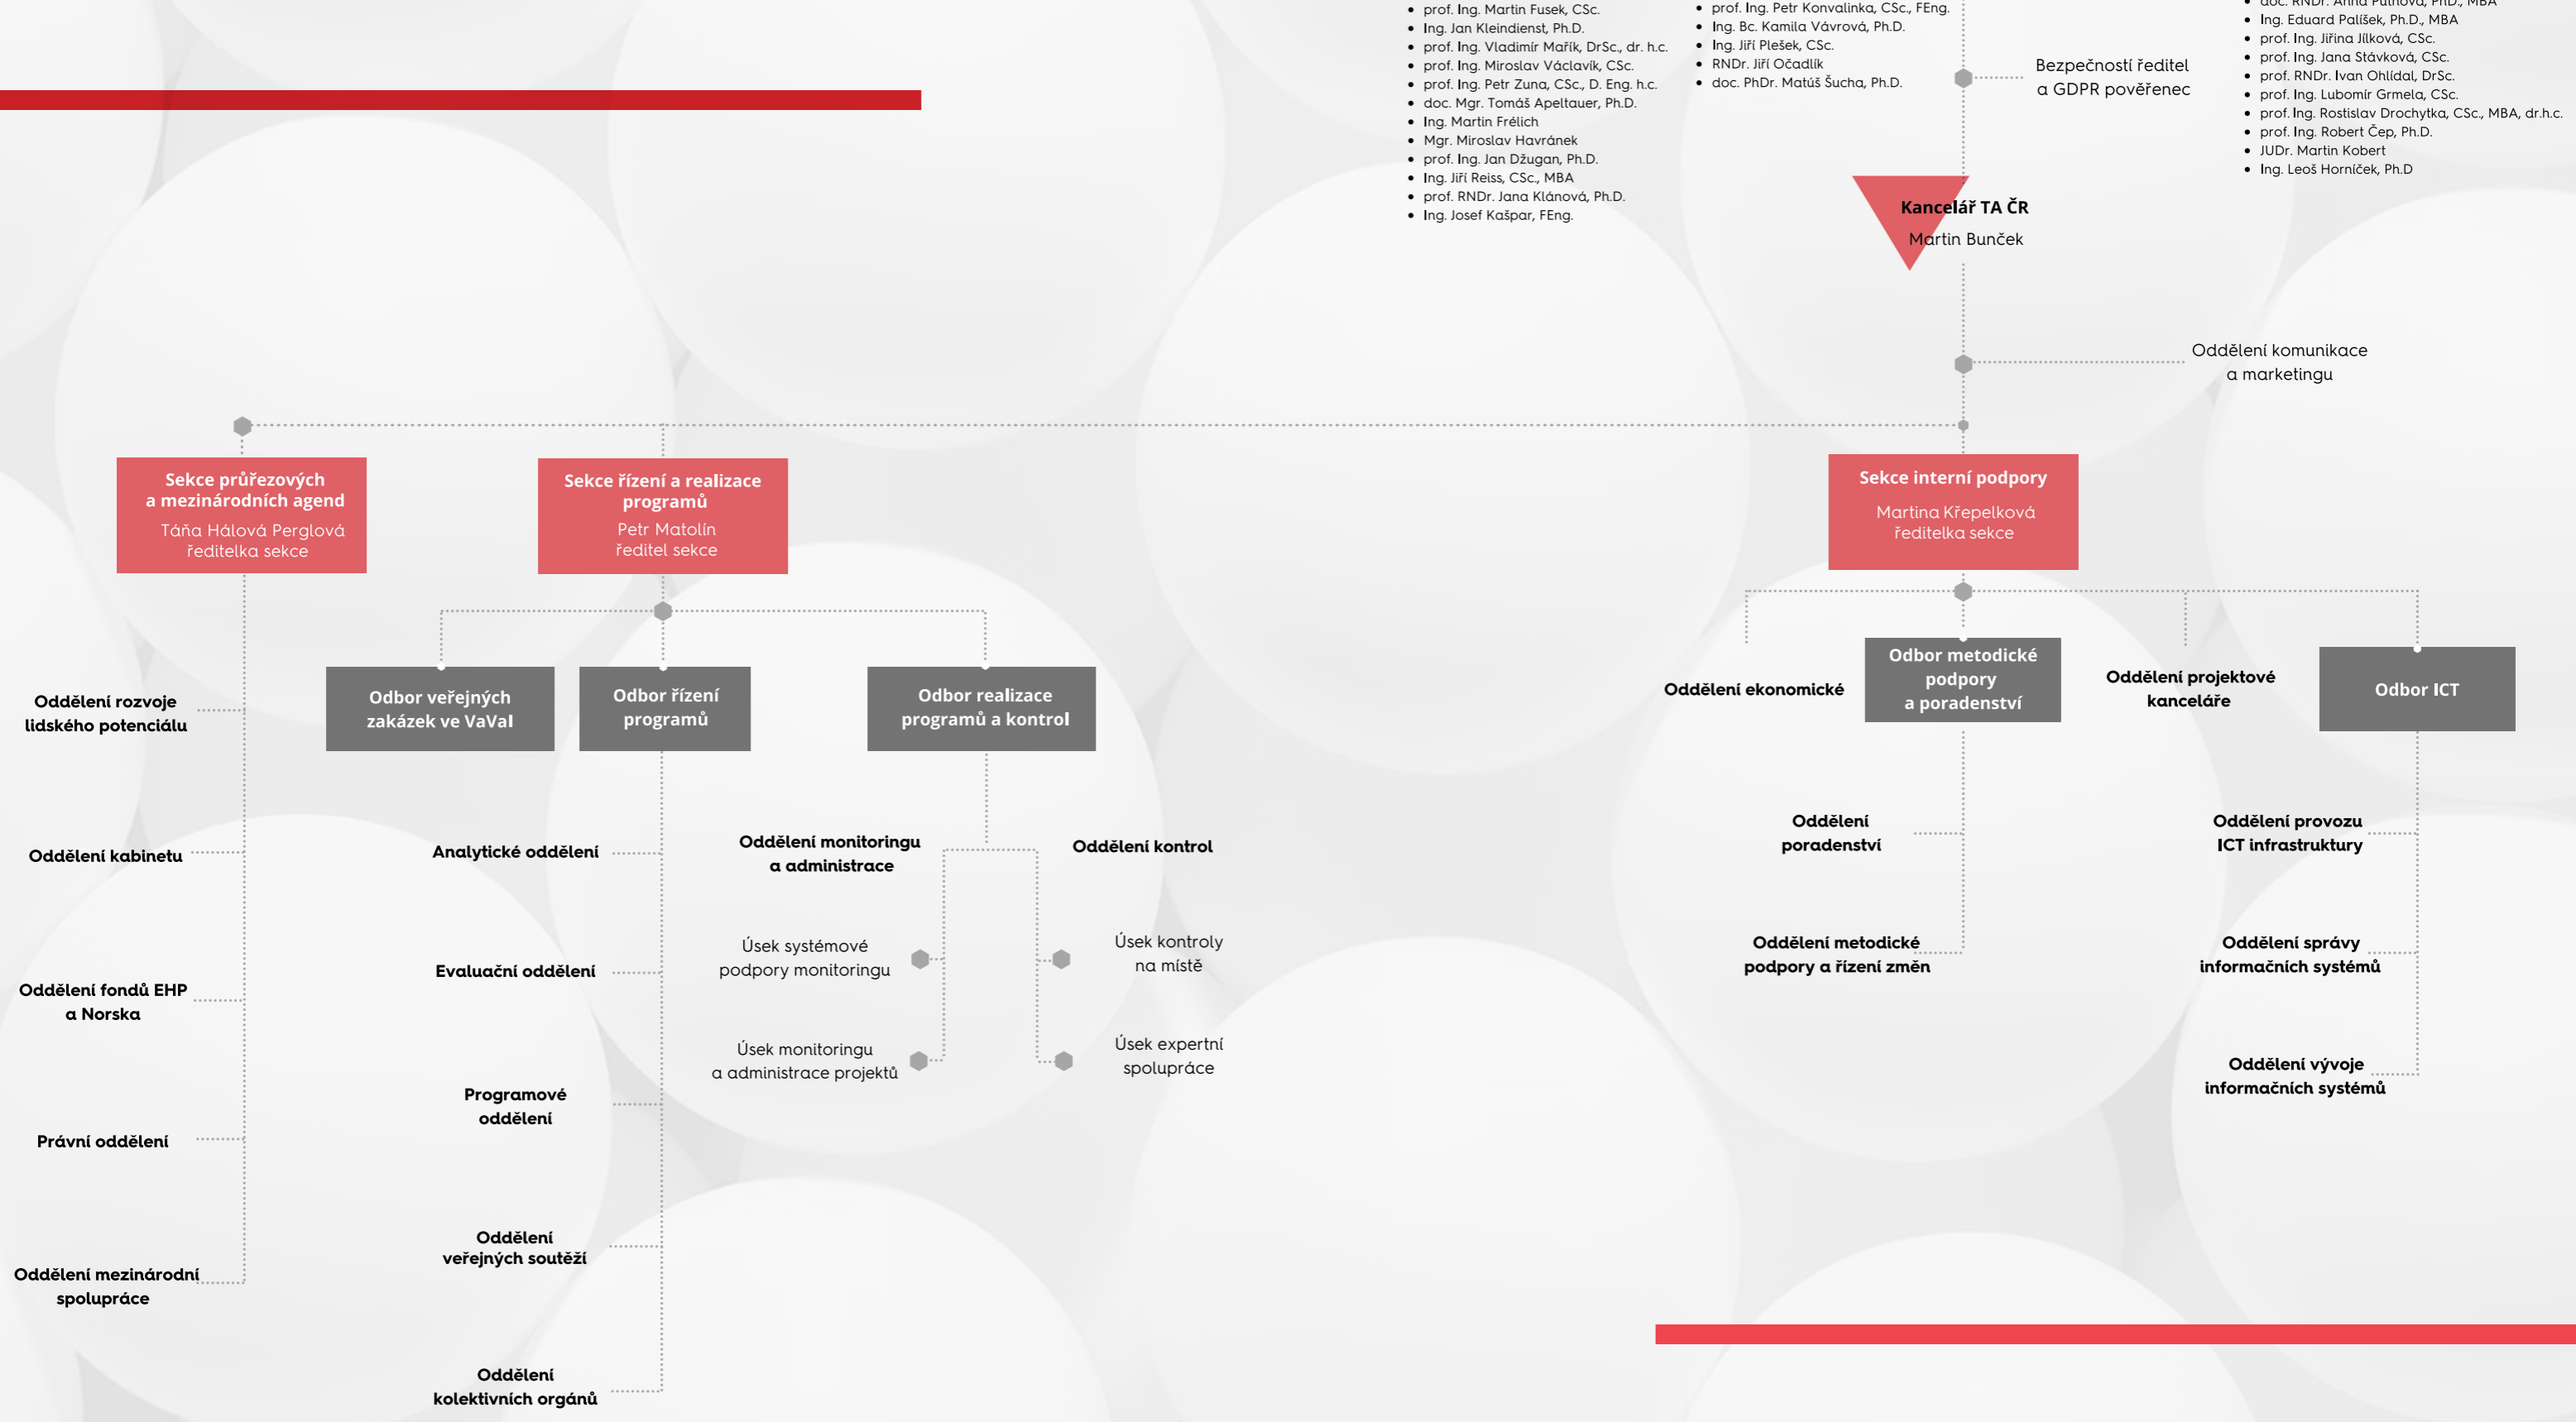 prof. Ing. Martin Fusek, CSc.
Ing. Jan Kleindienst, Ph.D.
prof. Ing. Vladimír Mařík, DrSc., dr. h.c.
prof. Ing. Miroslav Václavík, CSc.
prof. Ing. Petr Zuna, CSc., D. Eng. h.c.
doc. Mgr. Tomáš Apeltauer, Ph.D.
Ing. Martin Frélich
Mgr. Miroslav Havránek
prof. Ing. Jan Džugan, Ph.D.
Ing. Jiří Reiss, CSc., MBA
prof. RNDr. Jana Klánová, Ph.D.
Ing. Josef Kašpar, FEng.
prof. Ing. Petr Konvalinka, CSc., FEng.
Ing. Bc. Kamila Vávrová, Ph.D.
Ing. Jiří Plešek, CSc.
RNDr. Jiří Očadlík
doc. PhDr. Matúš Šucha, Ph.D.
Bezpečností ředitel
a GDPR pověřenec
doc. RNDr. Anna Putnová, PhD., MBA
Ing. Eduard Palíšek, Ph.D., MBA
prof. Ing. Jiřina Jílková, CSc.
prof. Ing. Jana Stávková, CSc.
prof. RNDr. Ivan Ohlídal, DrSc.
prof. Ing. Lubomír Grmela, CSc.
prof. Ing. Rostislav Drochytka, CSc., MBA, dr.h.c.
prof. Ing. Robert Čep, Ph.D.
JUDr. Martin Kobert
Ing. Leoš Horníček, Ph.D
Kancelář TA ČR
Martin Bunček
Oddělení komunikace
a marketingu
Sekce průřezových
a mezinárodních agend
Táňa Hálová Perglová
ředitelka sekce
Sekce řízení a realizace
programů
Petr Matolín
ředitel sekce
Sekce interní podpory
Martina Křepelková
ředitelka sekce
Oddělení rozvoje
lidského potenciálu
Oddělení kabinetu
Oddělení fondů EHP
a Norska
Právní oddělení
Oddělení mezinárodní
spolupráce
Odbor veřejných
zakázek ve VaVaI
Odbor řízení
programů
Odbor realizace
programů a kontrol
Analytické oddělení
Evaluační oddělení
Programové
oddělení
Oddělení
veřejných soutěží
Oddělení
kolektivních orgánů
Oddělení monitoringu
a administrace
Úsek systémové
podpory monitoringu
Úsek monitoringu
a administrace projektů
Oddělení kontrol
Úsek kontroly
na místě
Úsek expertní
spolupráce
Oddělení ekonomické
Odbor metodické
podpory
a poradenství
Oddělení projektové
kanceláře
Odbor ICT
Oddělení
poradenství
Oddělení metodické
podpory a řízení změn
Oddělení provozu
ICT infrastruktury
Oddělení správy
informačních systémů
Oddělení vývoje
informačních systémů